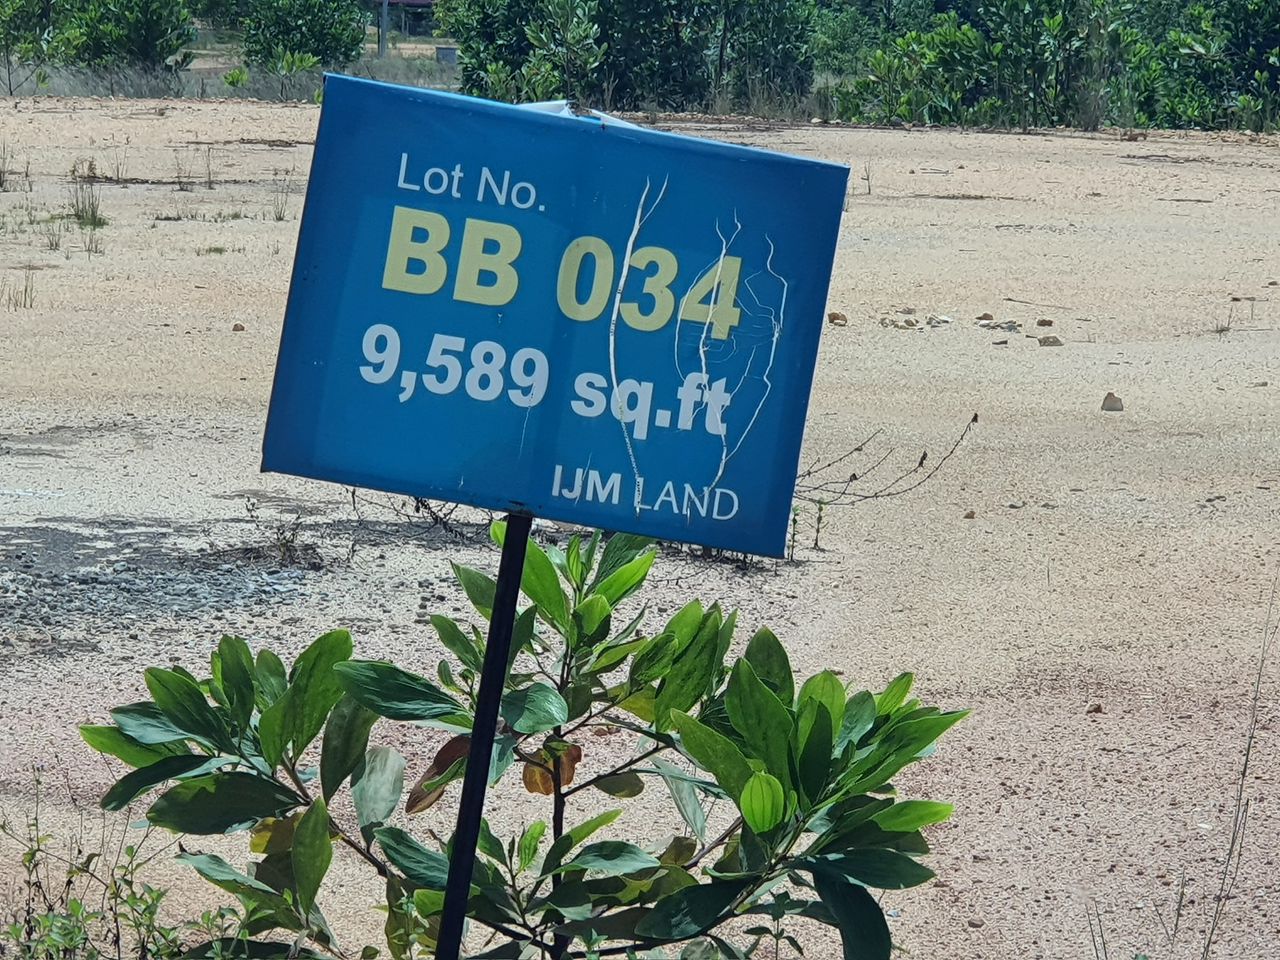 Lot No.
BB 034
9,589 sq.ft
IJM LAND